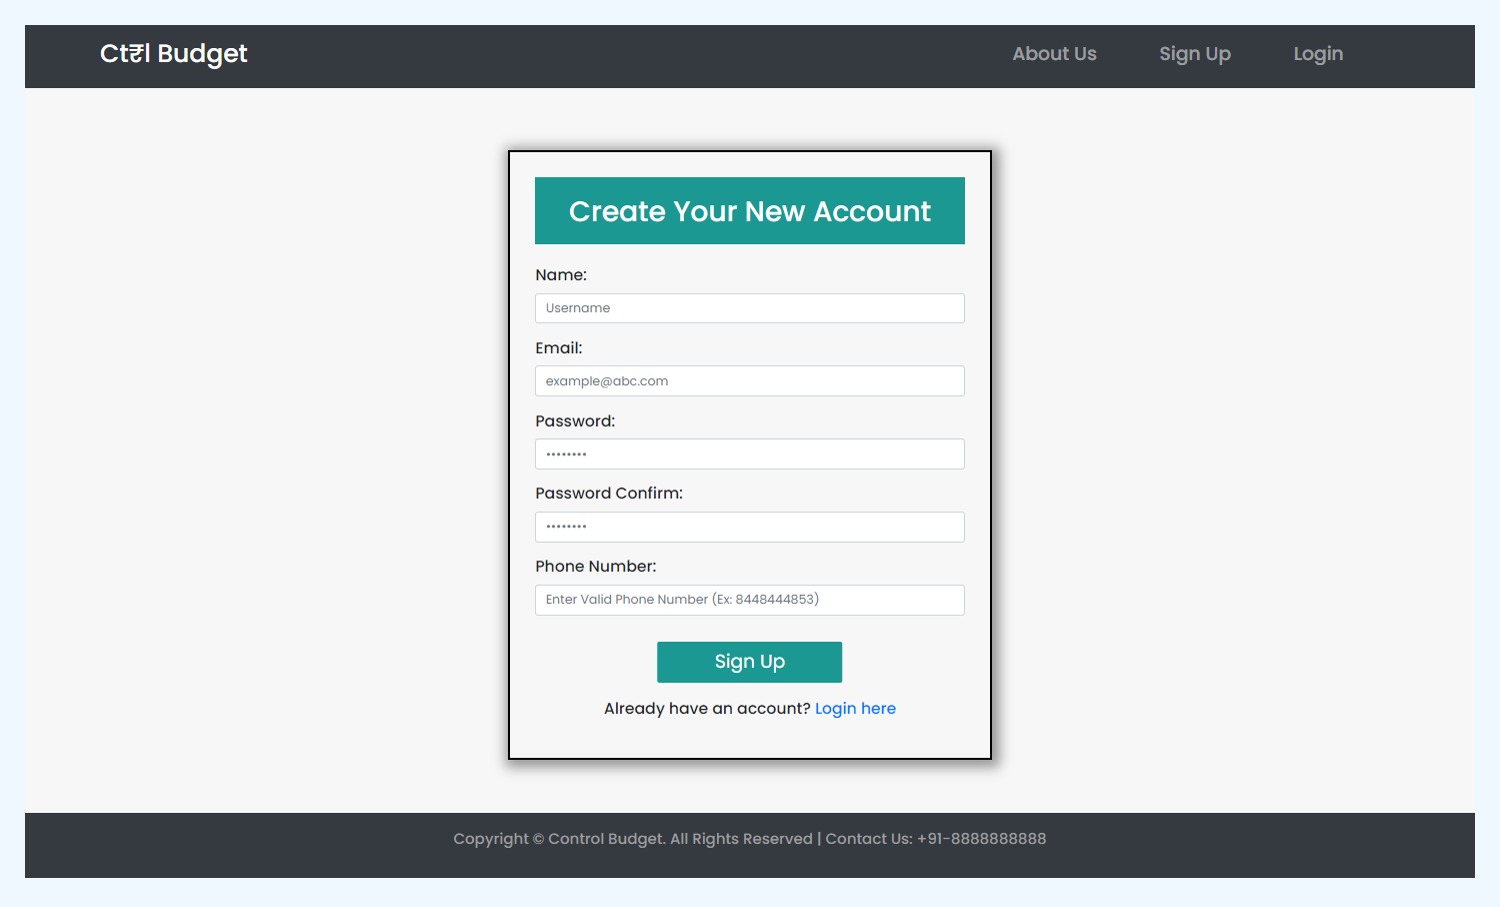 Ct₹l Budget
About Us
Sign Up
Login
Create Your New Account
Name:
Username
Email:
example@abc.com
Password:
••••••••
Password Confirm:
••••••••
Phone Number:
Enter Valid Phone Number (Ex: 8448444853)
Sign Up
Already have an account? Login here
Copyright © Control Budget. All Rights Reserved | Contact Us: +91-8888888888